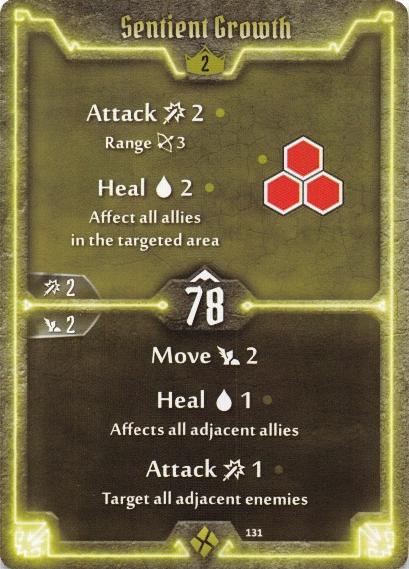 Sentient Growth
2
Attack 2
Range 3
Heal 2
Affect all allies
in the targeted area
2
78
2
Move 2
Heal 1
Affects all adjacent allies
Attack 1
Target all adjacent enemies
131